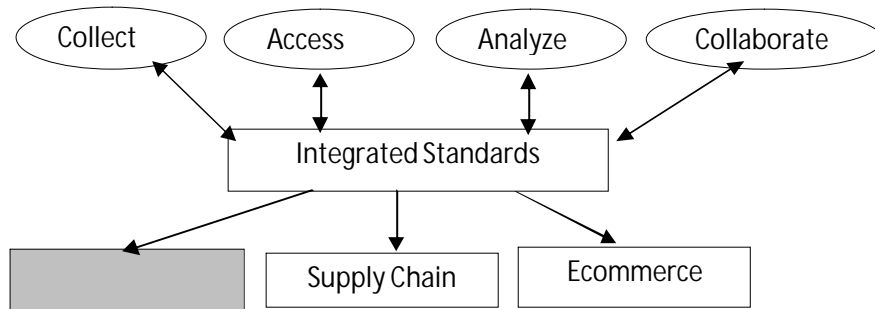 Collect
Access
Analyze
Collaborate
Integrated Standards
Supply Chain
Ecommerce